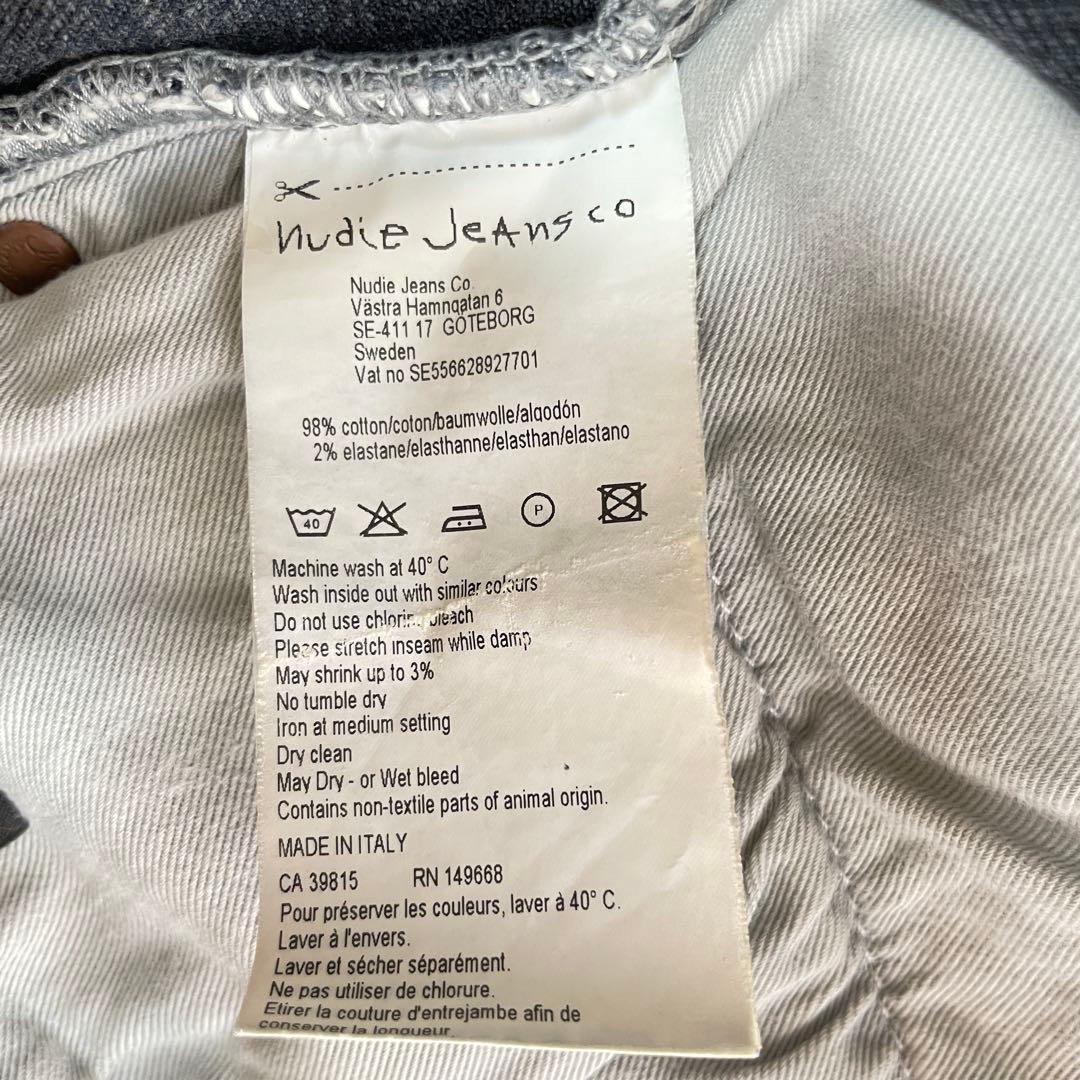 nudie Jeans co
Nudie Jeans Co.
Västra Hamngatan 6
SE-411 17 GÖTEBORG
Sweden
Vat no SE556628927701
98% cotton/coton/baumwolle/algodón
2% elastane/elasthanne/elasthan/elastano
40
P
Machine wash at 40° C
Wash inside out with similar colours
Do not use chlorine bleach
Please stretch inseam while damp
May shrink up to 3%
No tumble dry
Iron at medium setting
Dry clean
May Dry - or Wet bleed
Contains non-textile parts of animal origin.
MADE IN ITALY
CA 39815 RN 149668
Pour préserver les couleurs, laver à 40° C.
Laver à l'envers.
Laver et sécher séparément.
Ne pas utiliser de chlorure.
Etirer la couture d'entrejambe afin de
conserver la longueur.